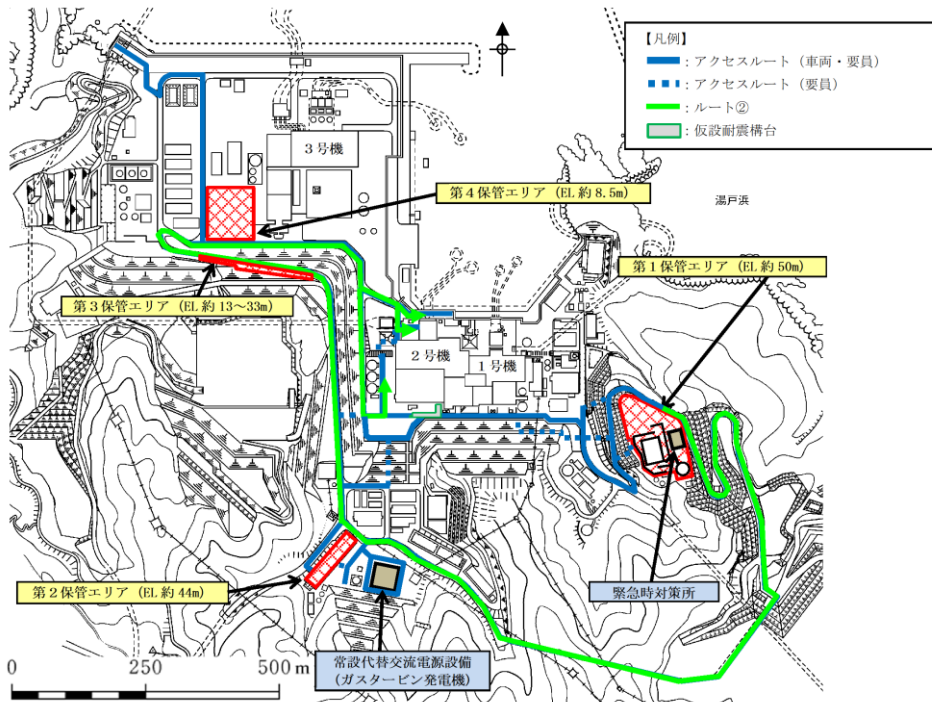 【凡例】
：アクセスルート（車両・要員）
：アクセスルート（要員）
：ルート②
：仮設耐震構台
3号機
第4保管エリア（EL 約 8.5m）
湯戸浜
第1保管エリア（EL 約 50m）
第3保管エリア（EL 約 13～33m）
2号機
1号機
第2保管エリア（EL 約 44m）
緊急時対策所
常設代替交流電源設備
（ガスタービン発電機）
0 250 500 m